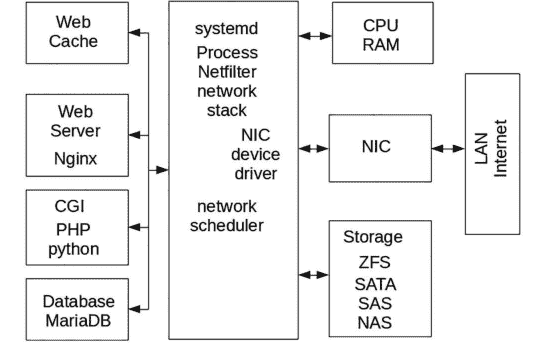 Web
Cache
Web
Server
Nginx
CGI
PHP
python
Database
MariaDB
systemd
Process
Netfilter
network
stack
NIC
device
driver
network
scheduler
CPU
RAM
NIC
Storage
ZFS
SATA
SAS
NAS
LAN
Internet